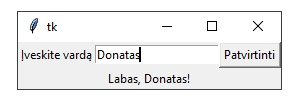 tk
Įveskite vardą Donatas Patvirtinti
Labas, Donatas!